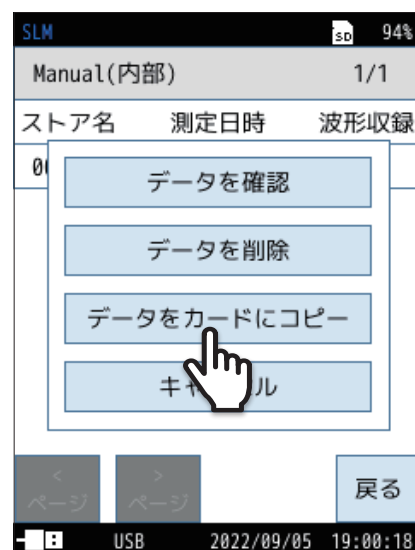 SLM SD 94%
Manual(内部) 1/1
ストア名 測定日時 波形収録
データを確認
データを削除
データをカードにコピー
< >
ページ ページ 戻る
USB 2022/09/05 19:00:18